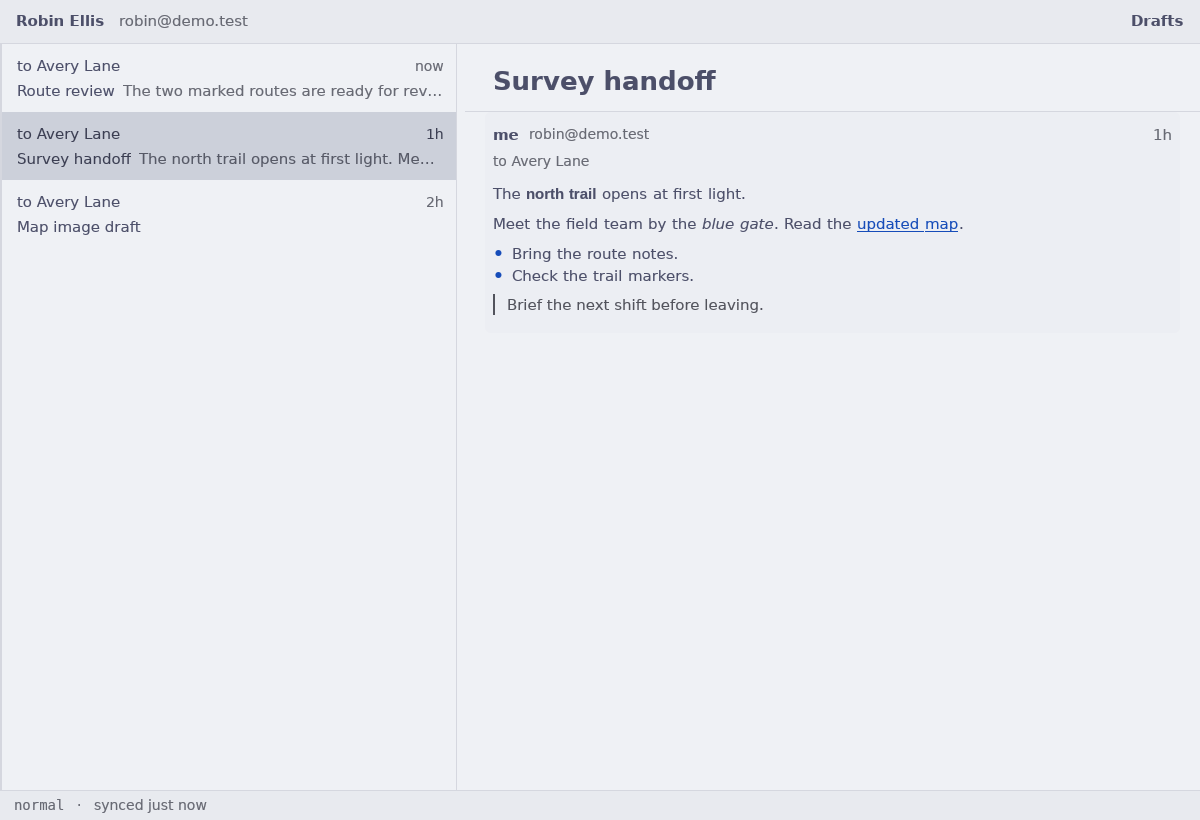 Robin Ellis robin@demo.test Drafts
to Avery Lane now
Route review The two marked routes are ready for rev…
to Avery Lane 1h
Survey handoff The north trail opens at first light. Me…
to Avery Lane 2h
Map image draft
Survey handoff
me robin@demo.test 1h
to Avery Lane
The north trail opens at first light.
Meet the field team by the blue gate. Read the updated map.
• Bring the route notes.
• Check the trail markers.
Brief the next shift before leaving.
normal · synced just now